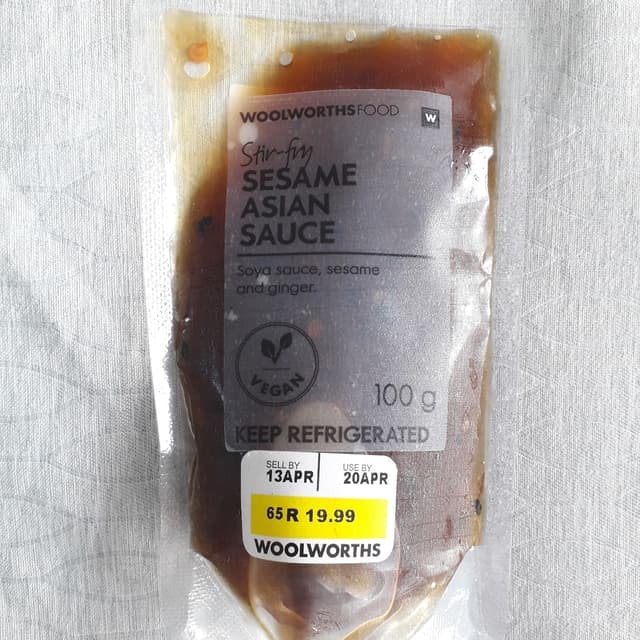 WOOLWORTHSFOOD W
Stir-fry
SESAME
ASIAN
SAUCE
Soya sauce, sesame
and ginger.
VEGAN
100 g
KEEP REFRIGERATED
SELL BY USE BY
13APR 20APR
65R 19.99
WOOLWORTHS